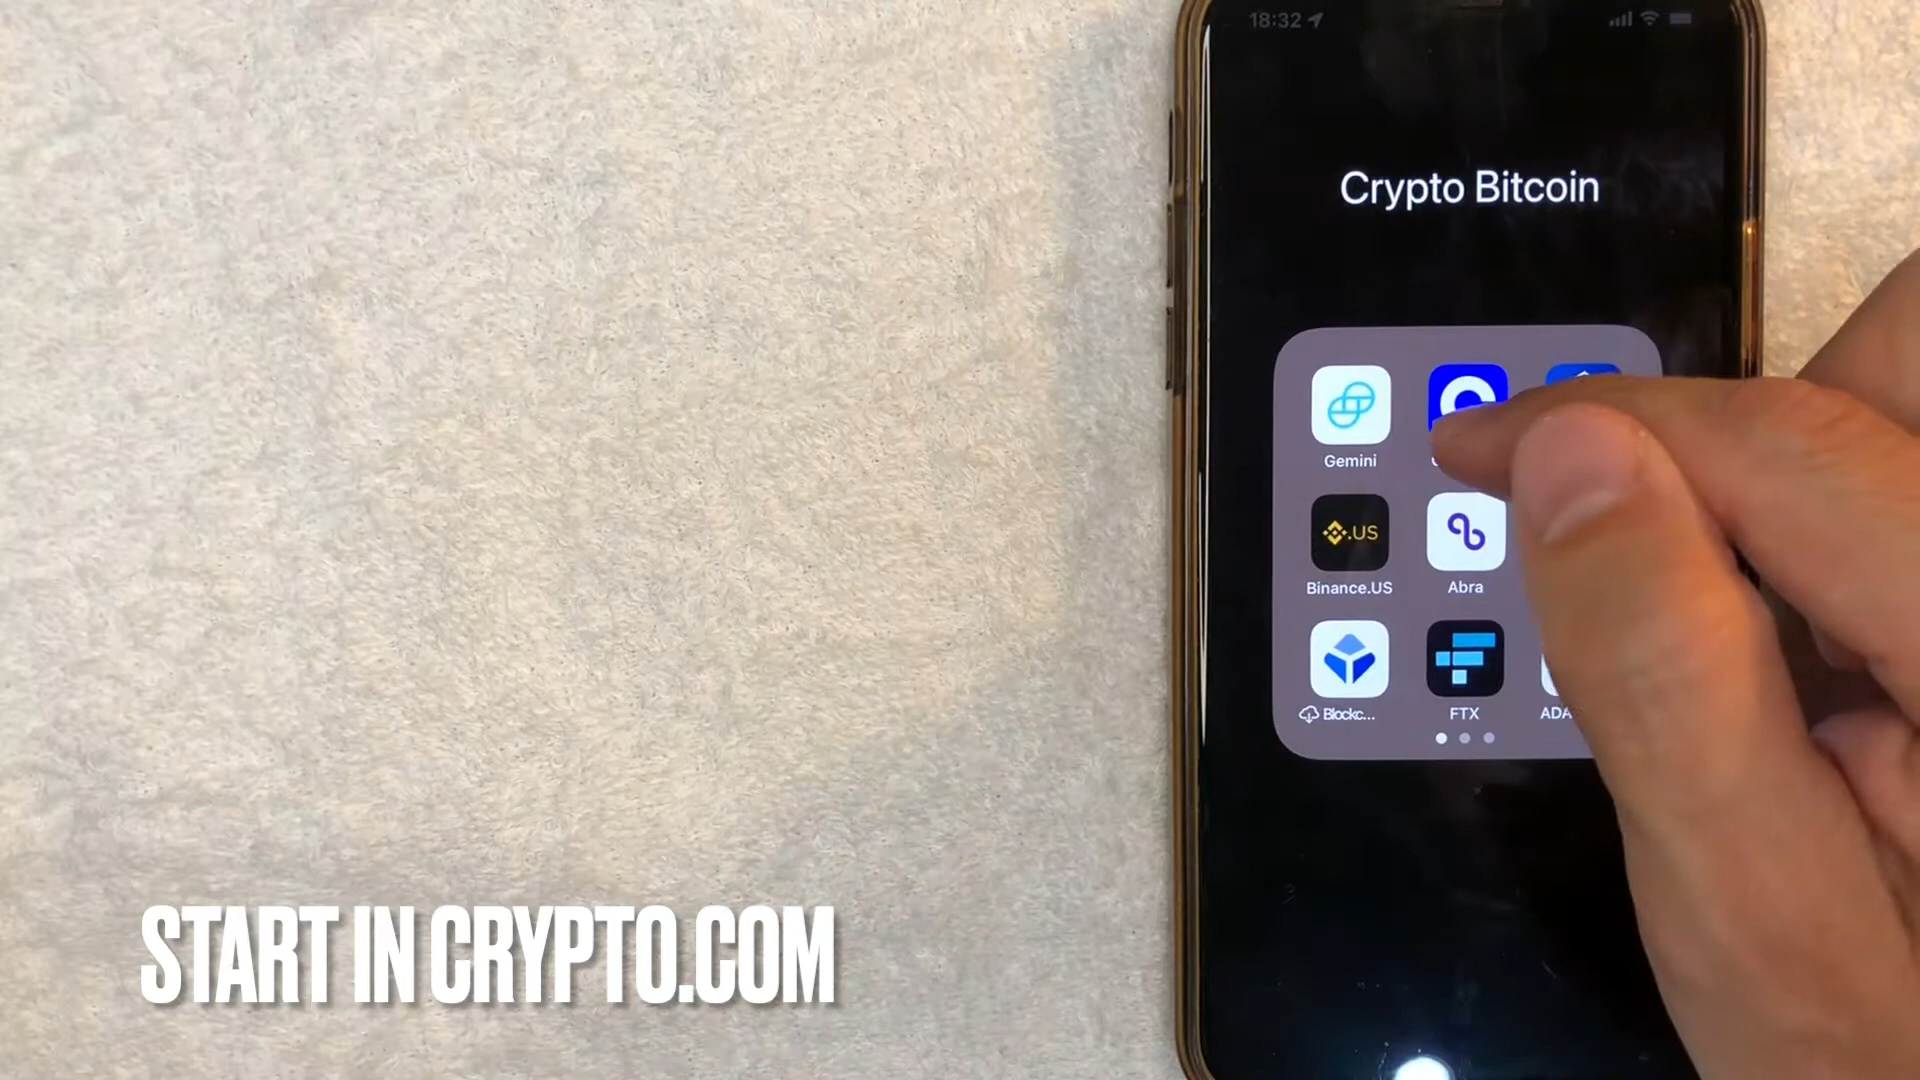 18:32
Crypto Bitcoin
Gemini
.US
Binance.US
Abra
Blockc...
FTX
ADA
START IN CRYPTO.COM